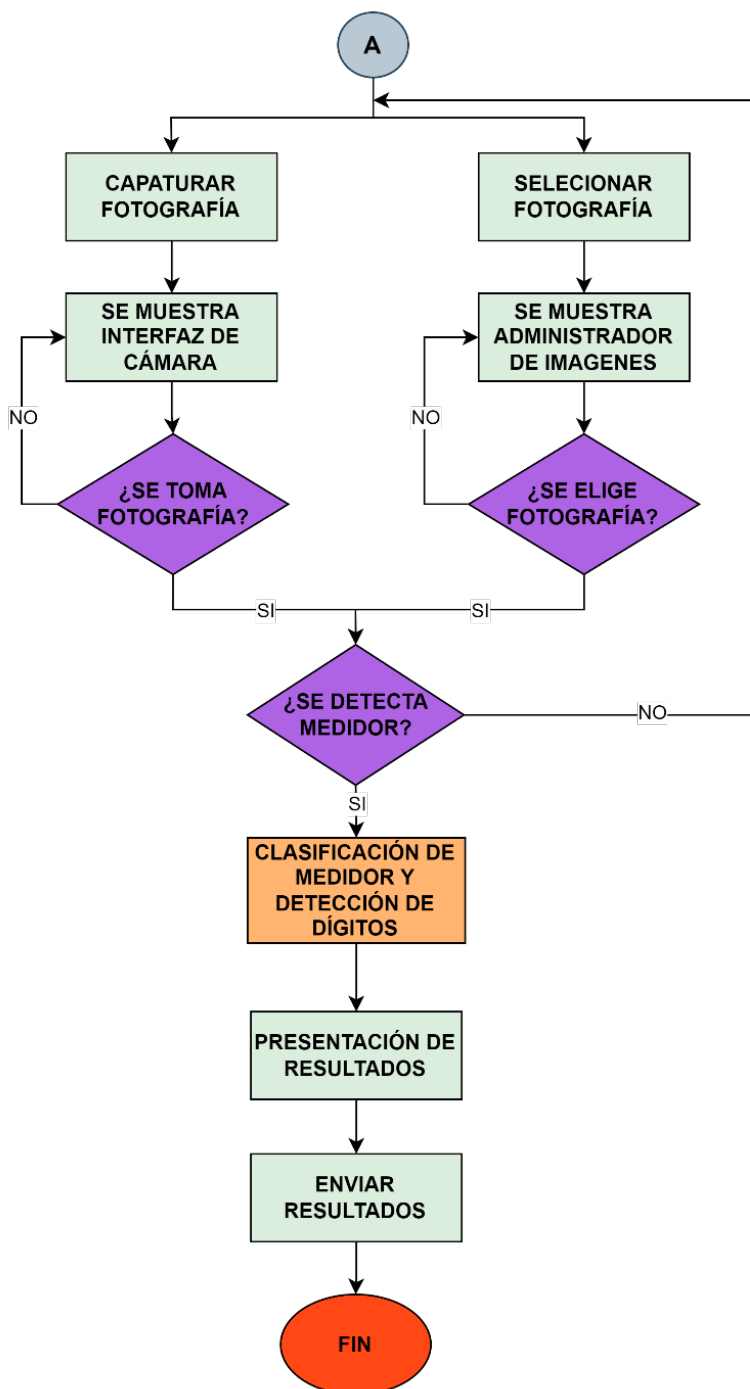 A
CAPATURAR
FOTOGRAFÍA
SELECIONAR
FOTOGRAFÍA
SE MUESTRA
INTERFAZ DE
CÁMARA
SE MUESTRA
ADMINISTRADOR
DE IMAGENES
NO
NO
¿SE TOMA
FOTOGRAFÍA?
¿SE ELIGE
FOTOGRAFÍA?
SI
SI
¿SE DETECTA
MEDIDOR?
NO
SI
CLASIFICACIÓN DE
MEDIDOR Y
DETECCIÓN DE
DÍGITOS
PRESENTACIÓN DE
RESULTADOS
ENVIAR
RESULTADOS
FIN